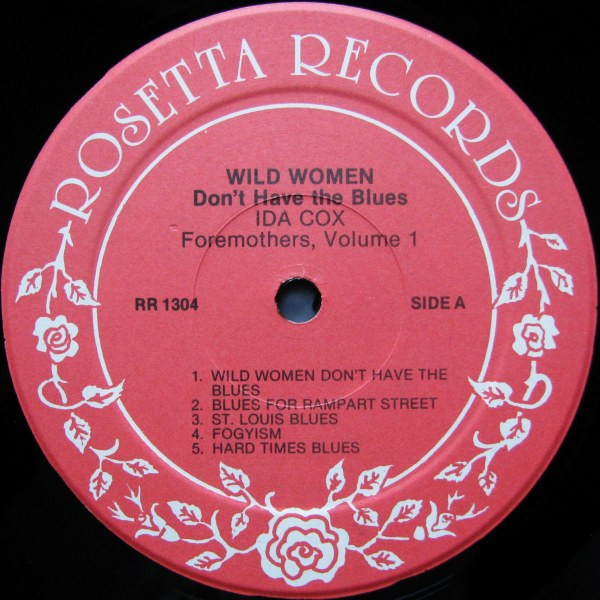 ROSETTA RECORDS
WILD WOMEN
Don't Have the Blues
IDA COX
Foremothers, Volume 1
RR 1304
SIDE A
1. WILD WOMEN DON'T HAVE THE
BLUES
2. BLUES FOR RAMPART STREET
3. ST. LOUIS BLUES
4. FOGYISM
5. HARD TIMES BLUES